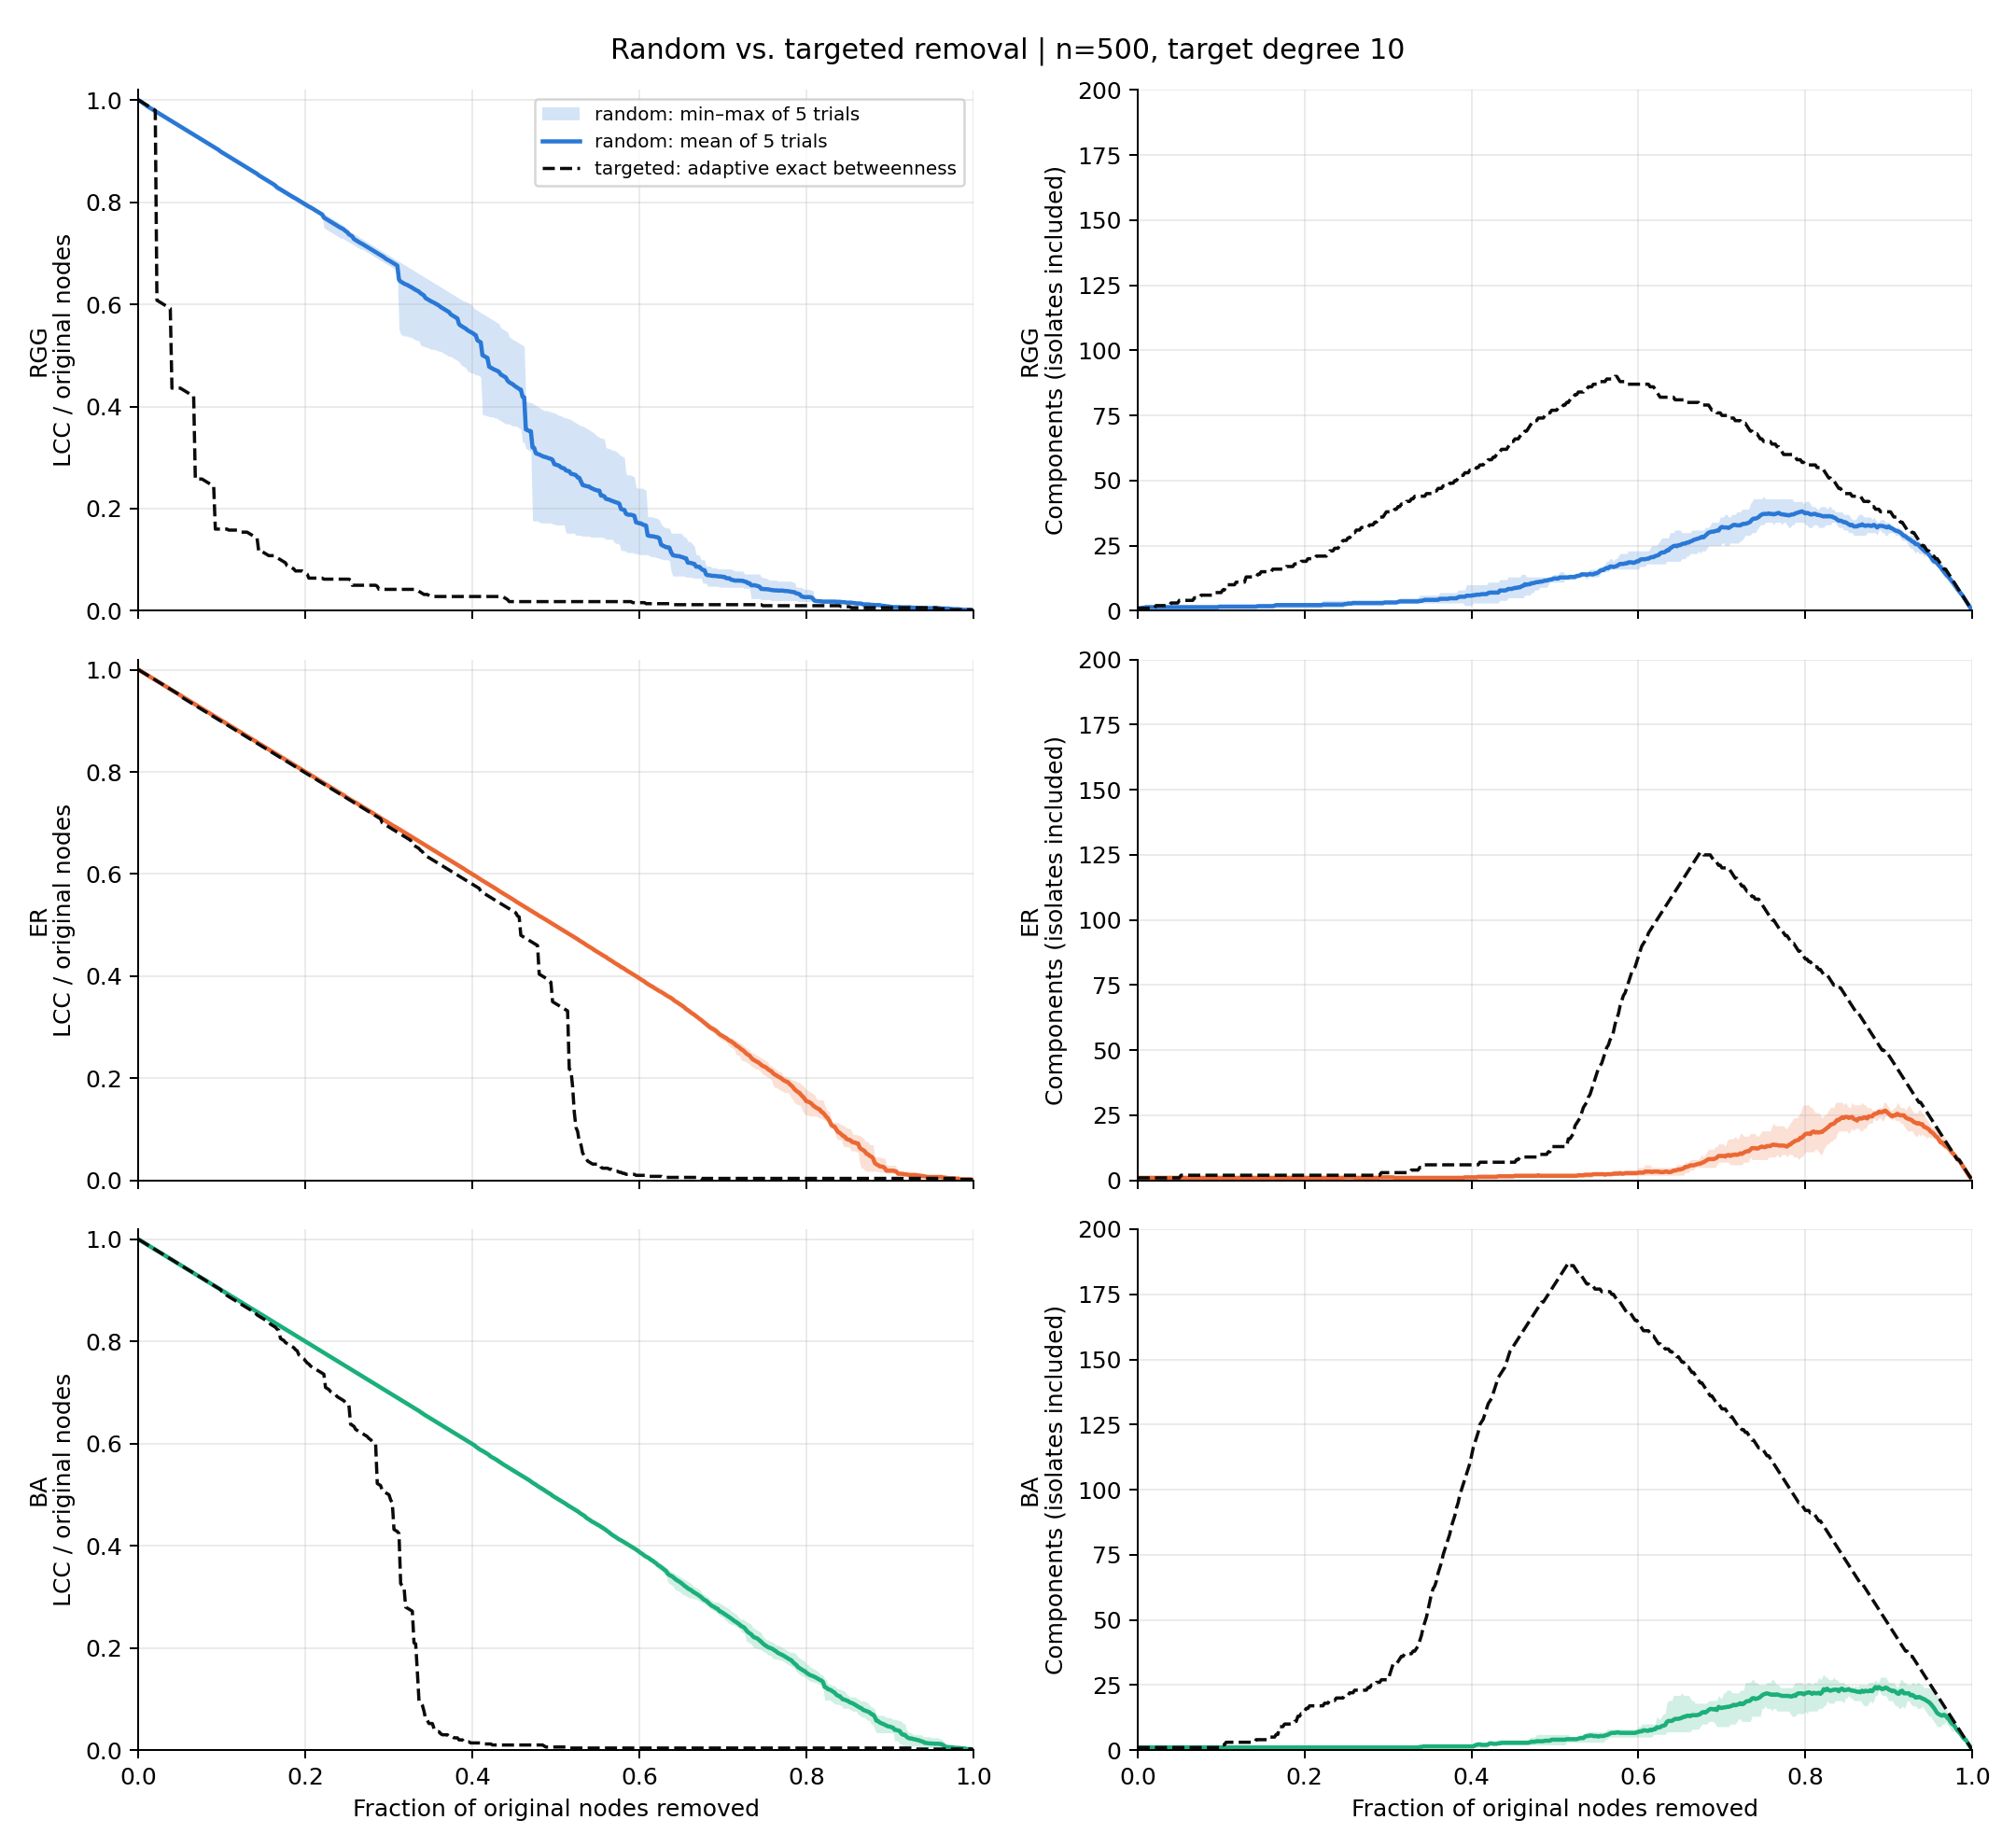 Random vs. targeted removal | n=500, target degree 10
RGG
LCC / original nodes
1.0
0.8
0.6
0.4
0.2
0.0
random: min–max of 5 trials
random: mean of 5 trials
targeted: adaptive exact betweenness
RGG
Components (isolates included)
200
175
150
125
100
75
50
25
0
ER
LCC / original nodes
1.0
0.8
0.6
0.4
0.2
0.0
ER
Components (isolates included)
200
175
150
125
100
75
50
25
0
BA
LCC / original nodes
1.0
0.8
0.6
0.4
0.2
0.0
0.0 0.2 0.4 0.6 0.8 1.0
Fraction of original nodes removed
BA
Components (isolates included)
200
175
150
125
100
75
50
25
0
0.0 0.2 0.4 0.6 0.8 1.0
Fraction of original nodes removed